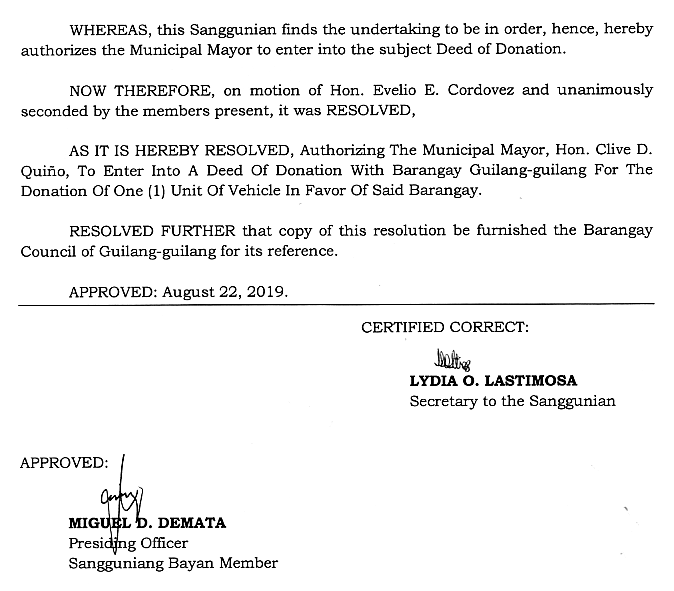 WHEREAS, this Sanggunian finds the undertaking to be in order, hence, hereby
authorizes the Municipal Mayor to enter into the subject Deed of Donation.
NOW THEREFORE, on motion of Hon. Evelio E. Cordovez and unanimously
seconded by the members present, it was RESOLVED,
AS IT IS HEREBY RESOLVED, Authorizing The Municipal Mayor, Hon. Clive D.
Quiño, To Enter Into A Deed Of Donation With Barangay Guilang-guilang For The
Donation Of One (1) Unit Of Vehicle In Favor Of Said Barangay.
RESOLVED FURTHER that copy of this resolution be furnished the Barangay
Council of Guilang-guilang for its reference.
APPROVED: August 22, 2019.
CERTIFIED CORRECT:
LYDIA O. LASTIMOSA
Secretary to the Sanggunian
APPROVED:
MIGUEL D. DEMATA
Presiding Officer
Sangguniang Bayan Member